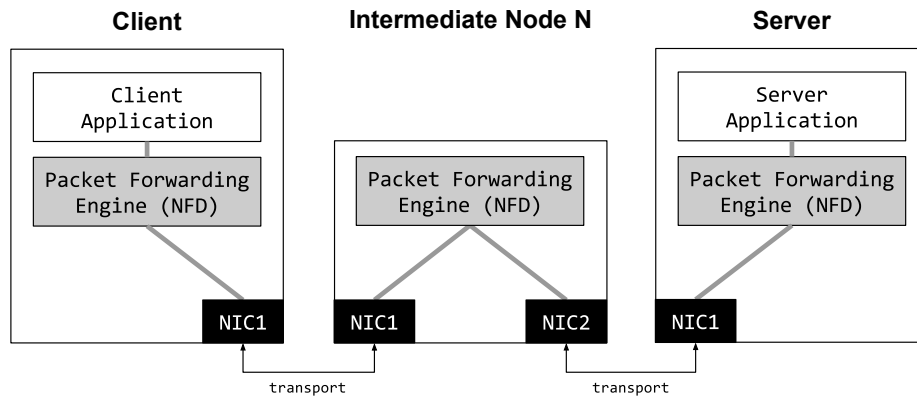 Client
Intermediate Node N
Server
Client
Application
Server
Application
Packet Forwarding
Engine (NFD)
Packet Forwarding
Engine (NFD)
Packet Forwarding
Engine (NFD)
NIC1
NIC1
NIC2
NIC1
transport
transport